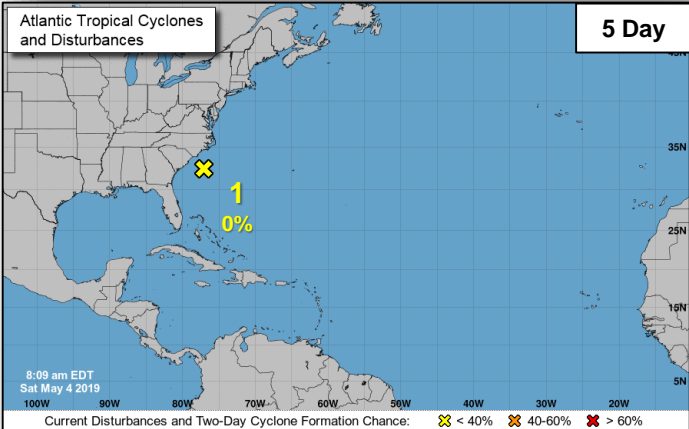 Atlantic Tropical Cyclones
and Disturbances
5 Day
45N
35N
1
0%
25N
15N
8:09 am EDT
Sat May 4 2019
5N
100W 90W 80W 70W 60W 50W 40W 30W 20W
Current Disturbances and Two-Day Cyclone Formation Chance: < 40% 40-60% > 60%